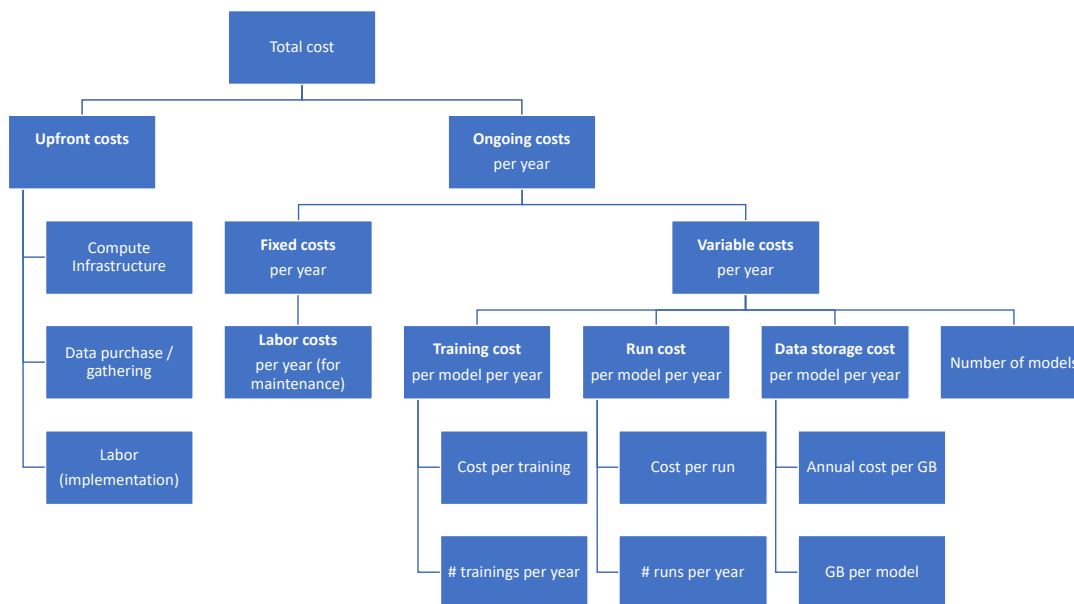 Total cost
Upfront costs
Ongoing costs
per year
Compute
Infrastructure
Fixed costs
per year
Variable costs
per year
Data purchase /
gathering
Labor costs
per year (for
maintenance)
Training cost
per model per year
Run cost
per model per year
Data storage cost
per model per year
Number of models
Labor
(implementation)
Cost per training
Cost per run
Annual cost per GB
# trainings per year
# runs per year
GB per model